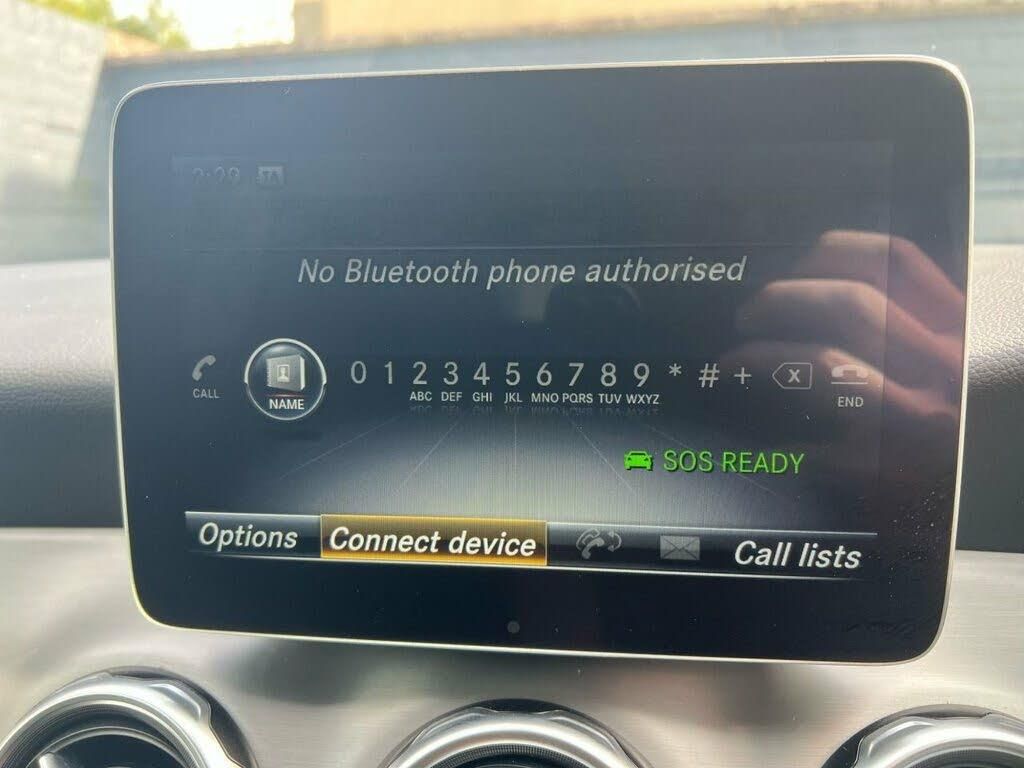 TA
No Bluetooth phone authorised
CALL
NAME
0 1 2 3 4 5 6 7 8 9 * # + X
ABC DEF GHI JKL MNO PQRS TUV WXYZ
END
SOS READY
Options Connect device Call lists